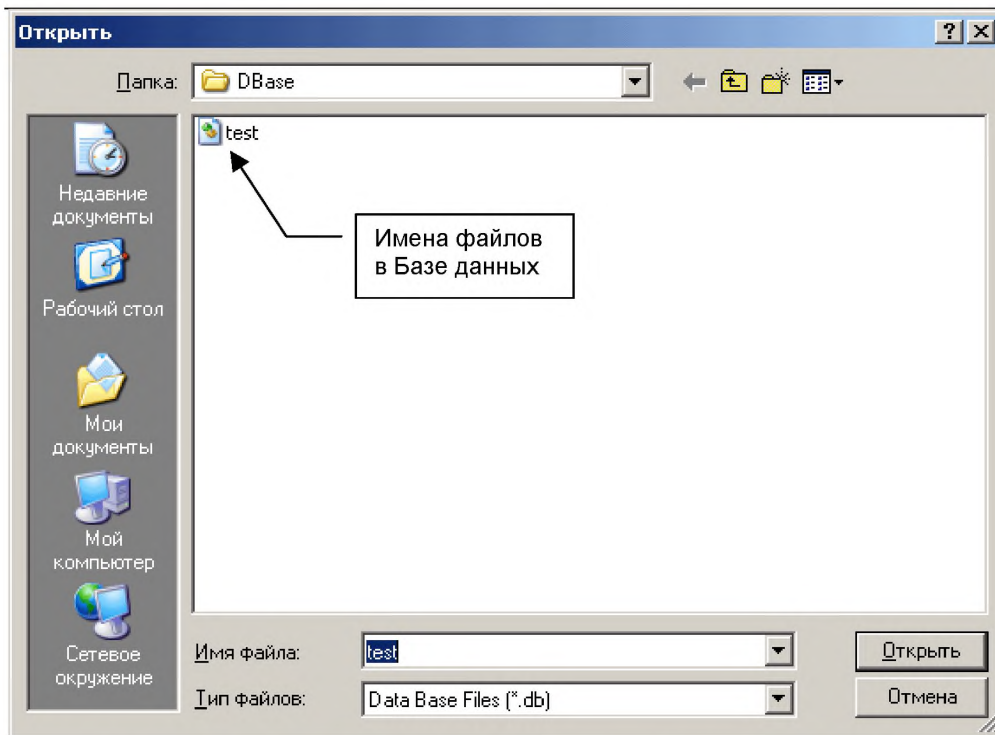 Открыть
Папка:
DBase
test
Имена файлов
в Базе данных
Недавние
документы
Рабочий стол
Мои
документы
Мой
компьютер
Сетевое
окружение
Имя файла:
test
Открыть
Тип файлов:
Data Base Files (*.db)
Отмена